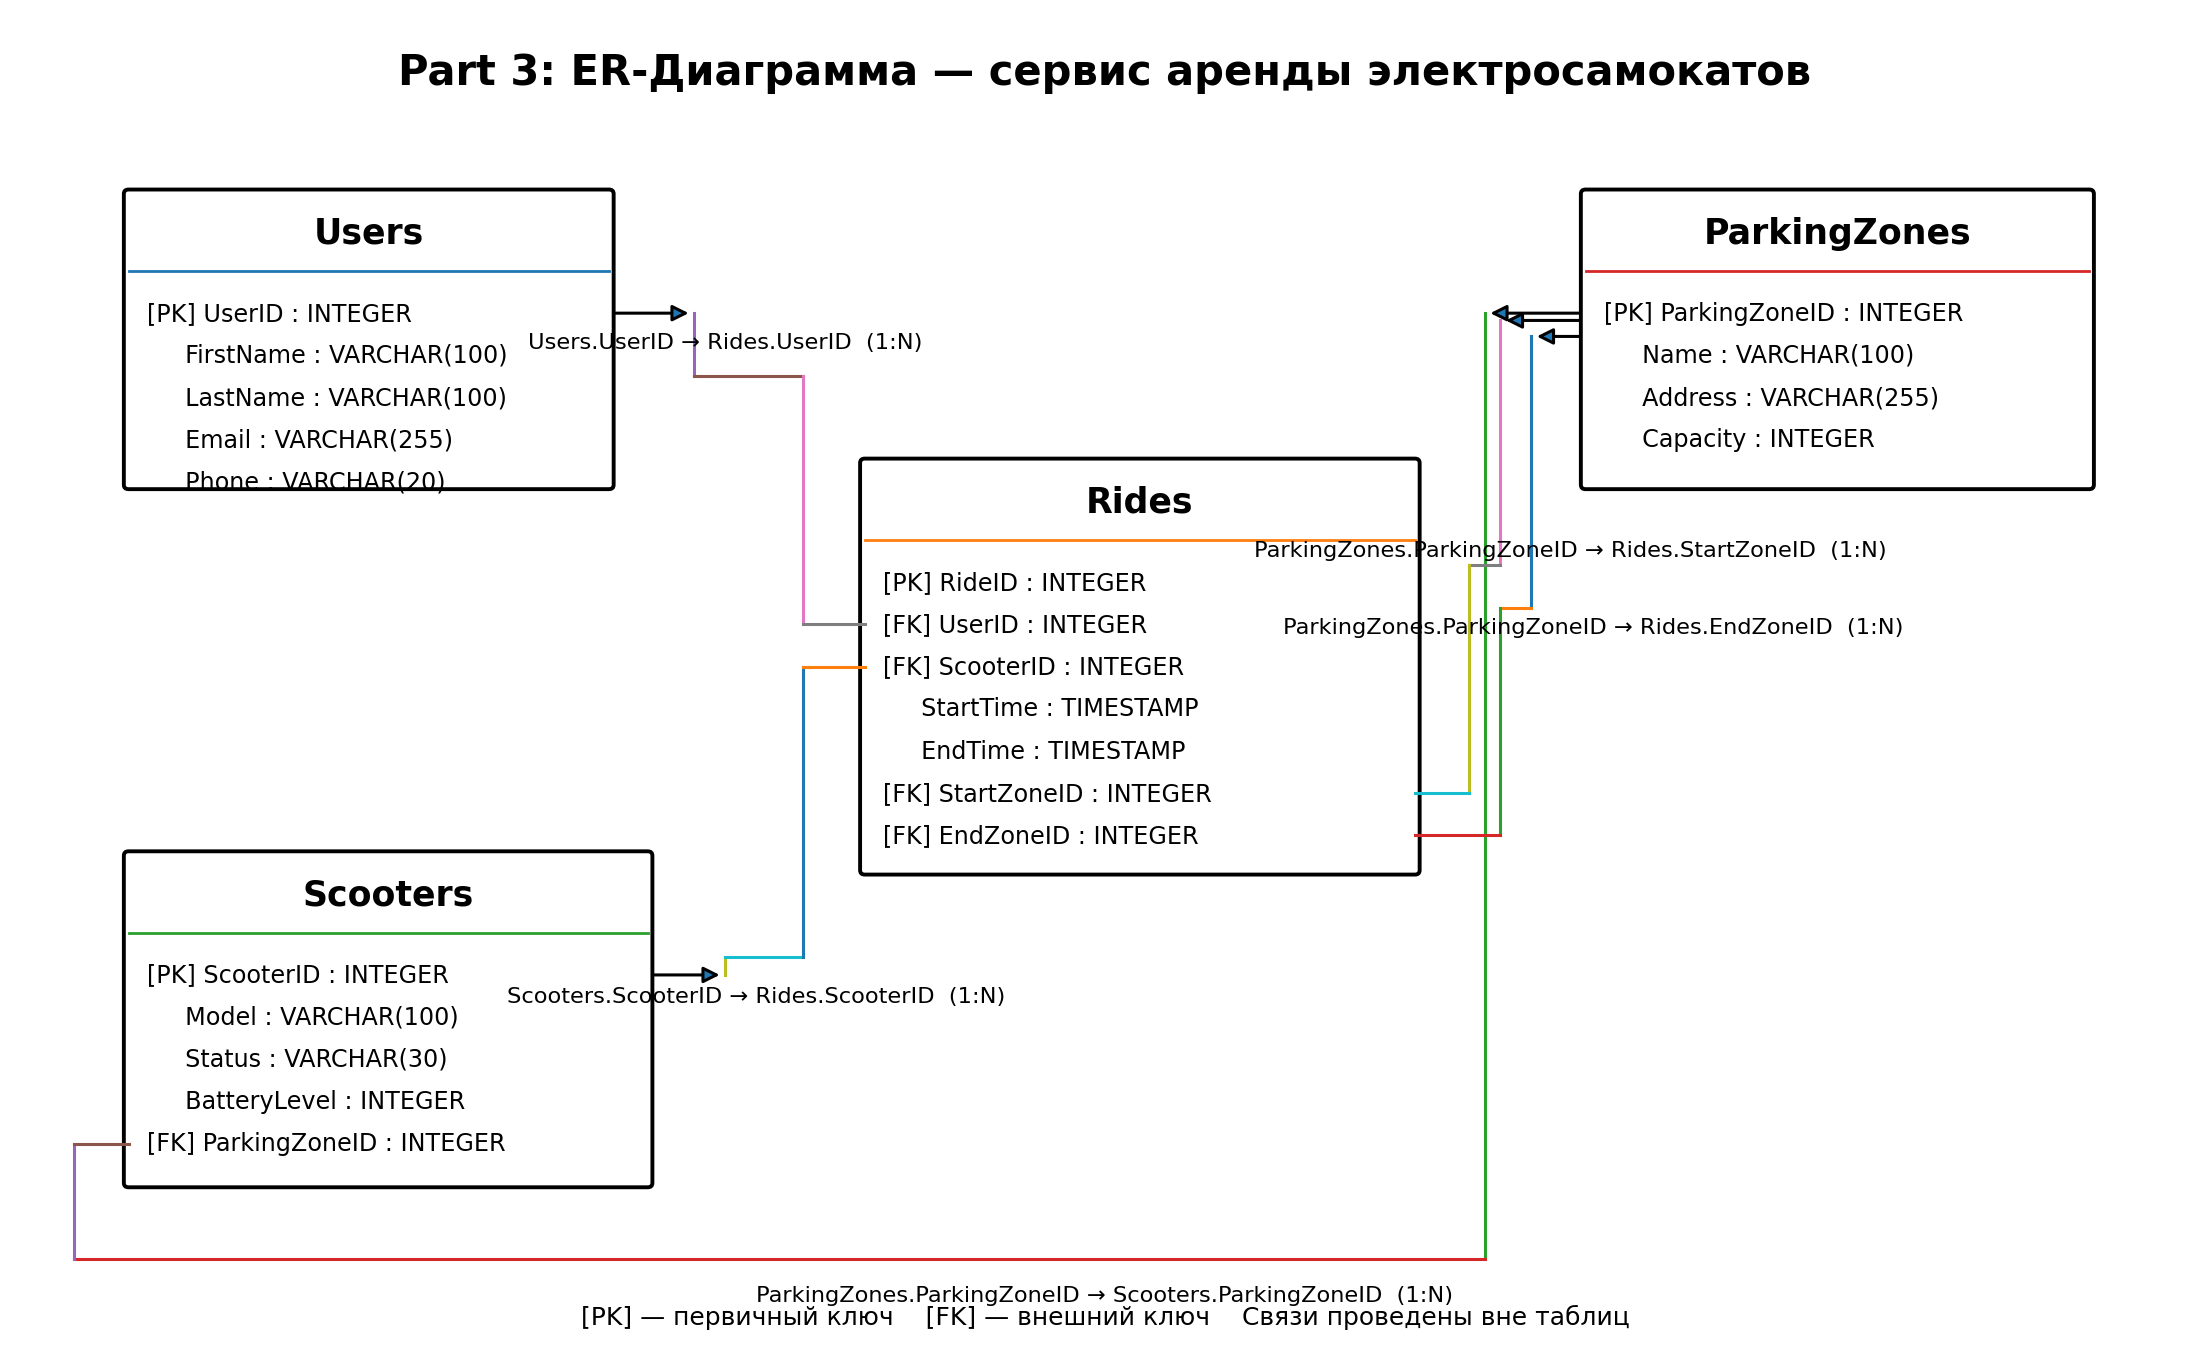 Part 3: ER-Диаграмма — сервис аренды электросамокатов
Users
[PK] UserID : INTEGER
FirstName : VARCHAR(100)
LastName : VARCHAR(100)
Email : VARCHAR(255)
Phone : VARCHAR(20)
Users.UserID → Rides.UserID (1:N)
ParkingZones
[PK] ParkingZoneID : INTEGER
Name : VARCHAR(100)
Address : VARCHAR(255)
Capacity : INTEGER
Rides
[PK] RideID : INTEGER
[FK] UserID : INTEGER
[FK] ScooterID : INTEGER
StartTime : TIMESTAMP
EndTime : TIMESTAMP
[FK] StartZoneID : INTEGER
[FK] EndZoneID : INTEGER
ParkingZones.ParkingZoneID → Rides.StartZoneID (1:N)
ParkingZones.ParkingZoneID → Rides.EndZoneID (1:N)
Scooters
[PK] ScooterID : INTEGER
Model : VARCHAR(100)
Status : VARCHAR(30)
BatteryLevel : INTEGER
[FK] ParkingZoneID : INTEGER
Scooters.ScooterID → Rides.ScooterID (1:N)
ParkingZones.ParkingZoneID → Scooters.ParkingZoneID (1:N)
[PK] — первичный ключ [FK] — внешний ключ Связи проведены вне таблиц